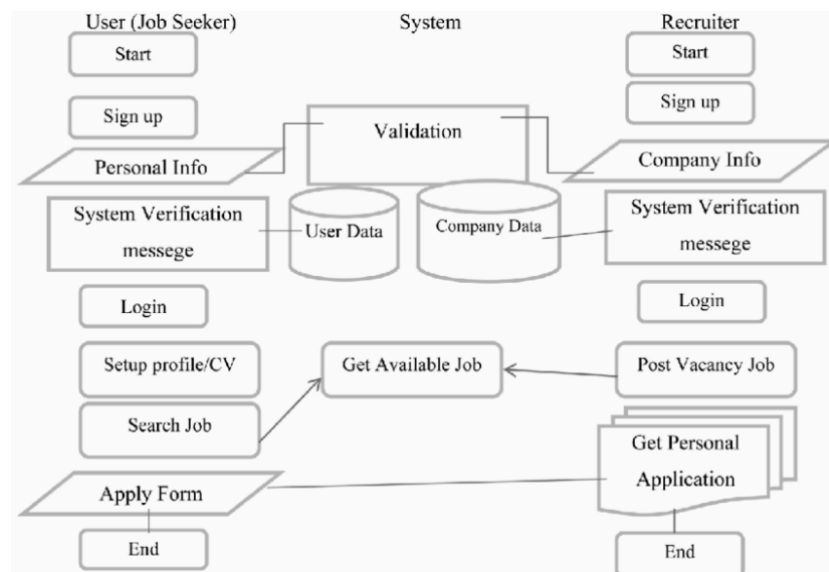 User (Job Seeker)
System
Recruiter
Start
Start
Sign up
Sign up
Validation
Personal Info
Company Info
System Verification
messege
User Data
Company Data
System Verification
messege
Login
Login
Setup profile/CV
Get Available Job
Post Vacancy Job
Search Job
Get Personal
Application
Apply Form
End
End